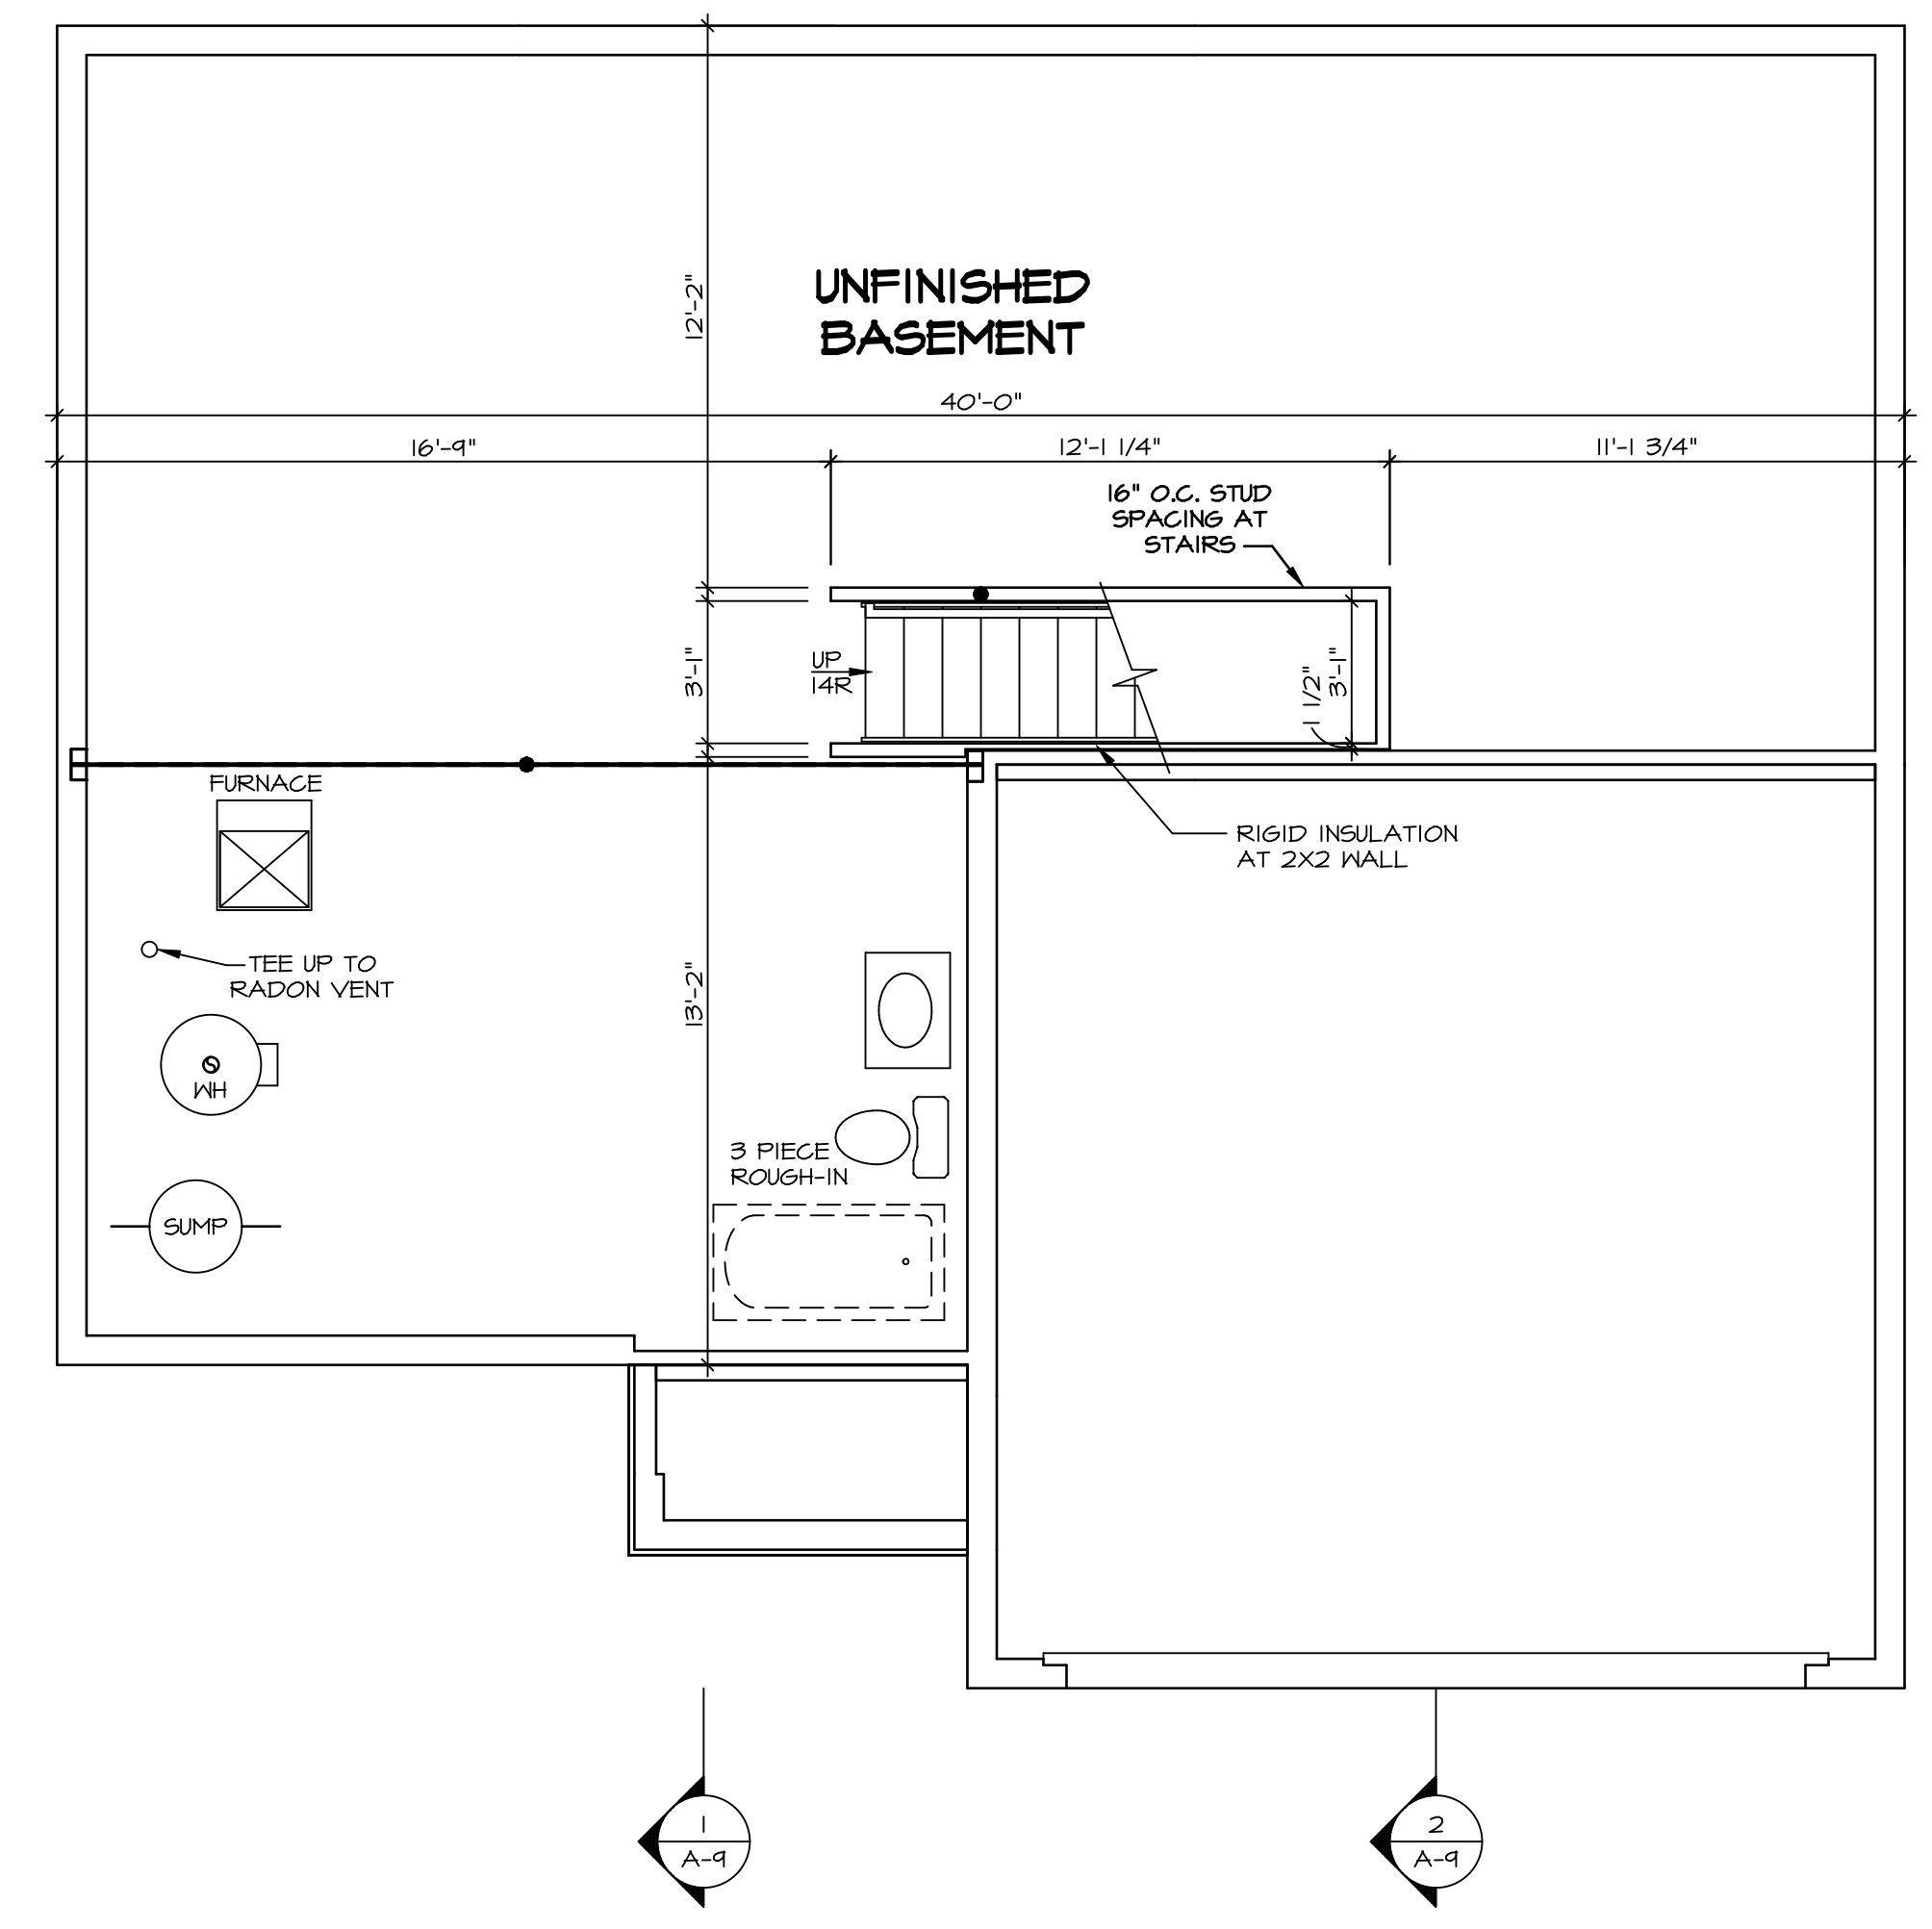 UNFINISHED
BASEMENT
12'-2"
40'-0"
16'-9"
12'-1 1/4"
11'-1 3/4"
16" O.C. STUD
SPACING AT
STAIRS
3'-1"
UP
14R
1 1/2"
3'-1"
FURNACE
RIGID INSULATION
AT 2X2 WALL
TEE UP TO
RADON VENT
13'-2"
WH
3 PIECE
ROUGH-IN
SUMP
1
A-9
2
A-9